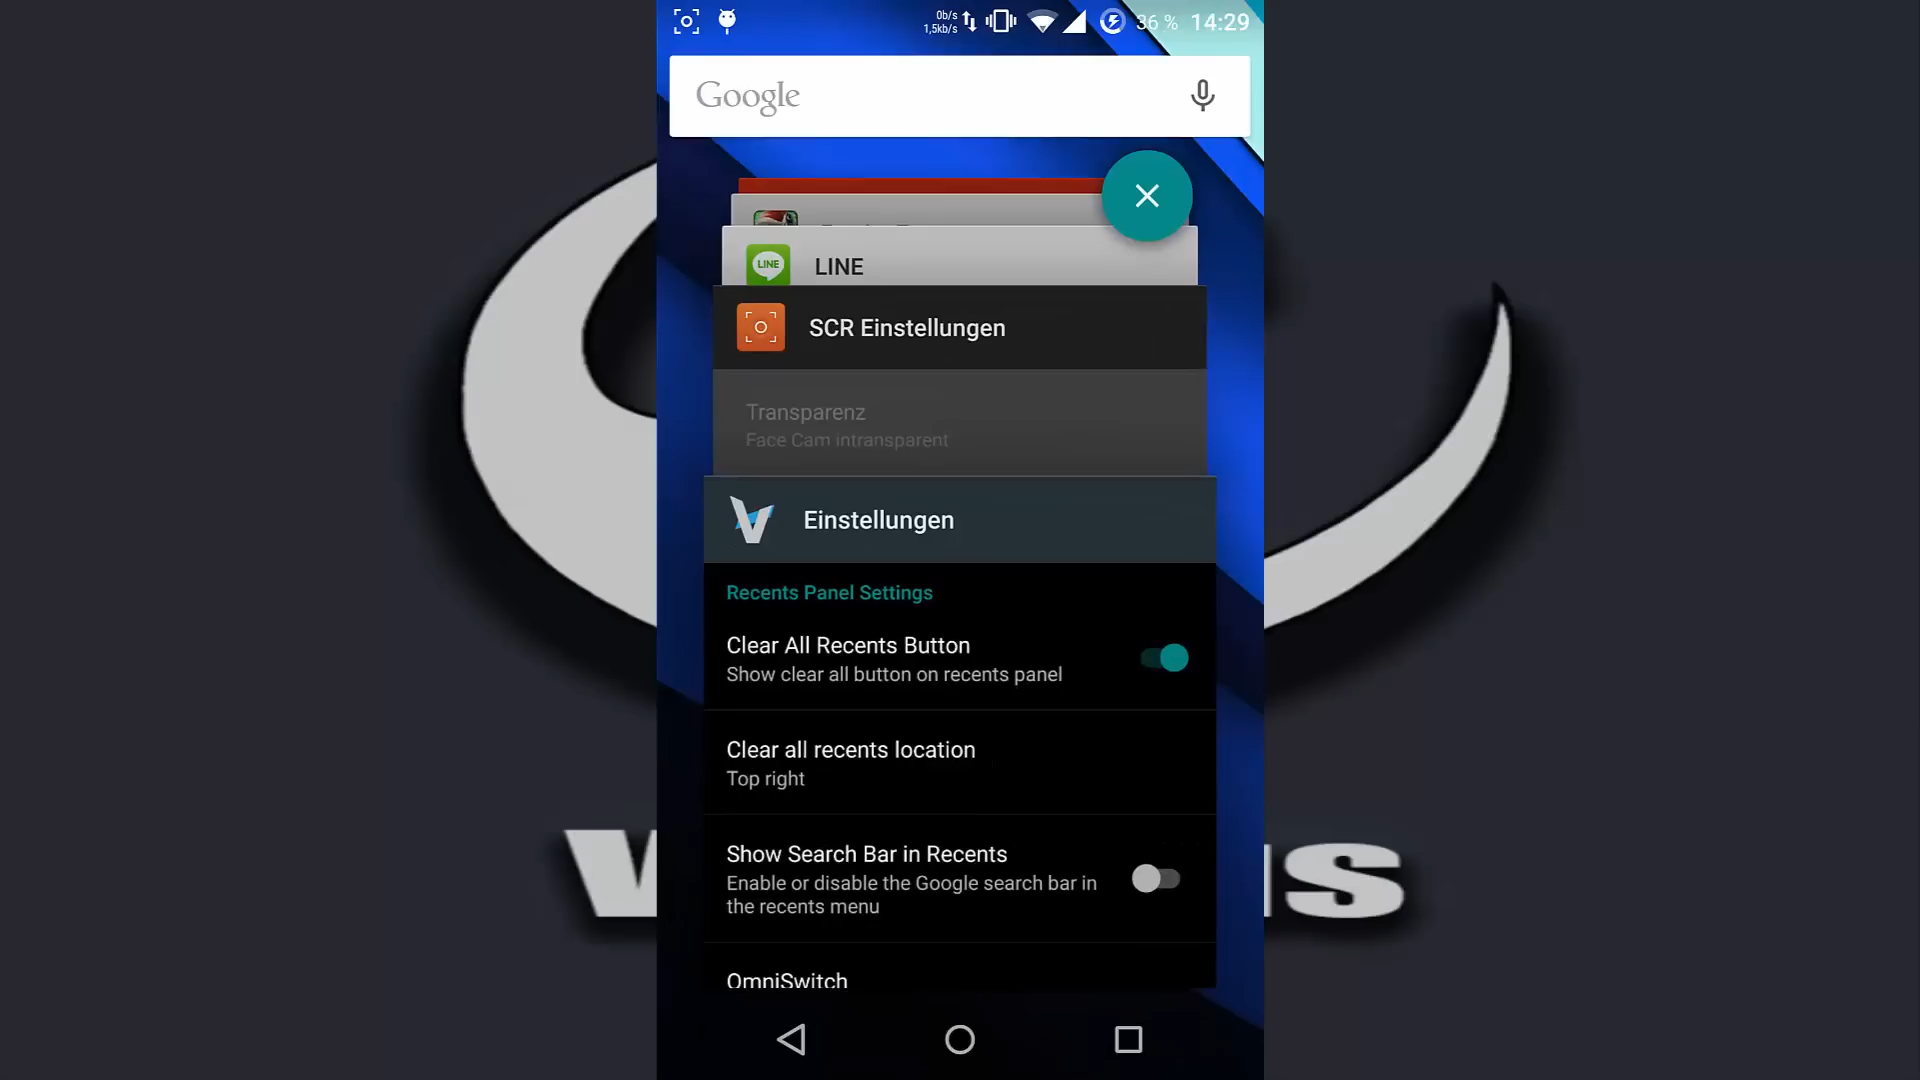 0b/s
1,5kb/s
36 %
14:29
Google
LINE
LINE
SCR Einstellungen
Transparenz
Face Cam intransparent
Einstellungen
Recents Panel Settings
Clear All Recents Button
Show clear all button on recents panel
Clear all recents location
Top right
Show Search Bar in Recents
Enable or disable the Google search bar in
the recents menu
OmniSwitch